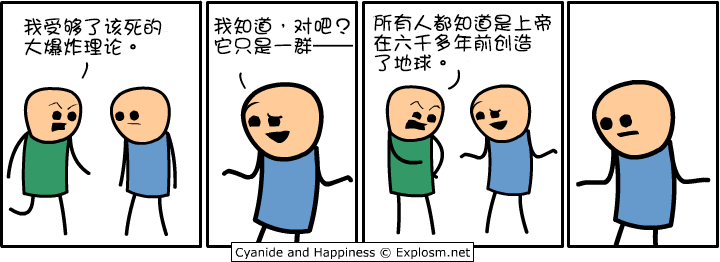 我受够了该死的
大爆炸理论。
我知道，对吧？
它只是一群——
所有人都知道是上帝
在六千多年前创造
了地球。
Cyanide and Happiness © Explosm.net